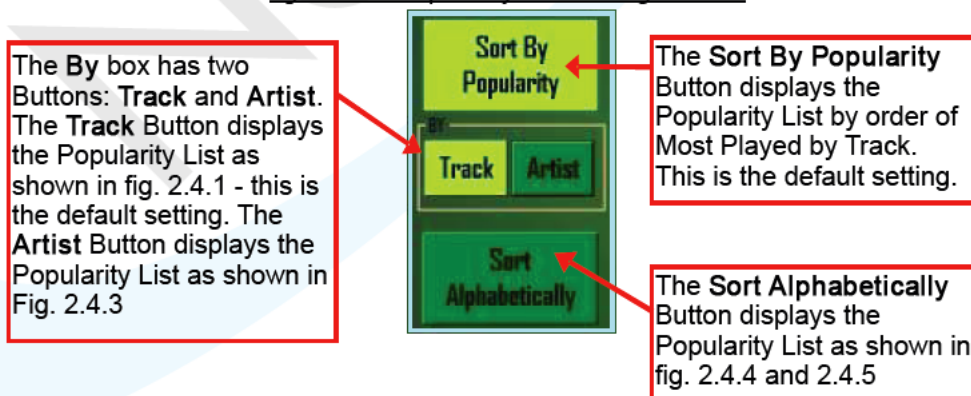 The By box has two
Buttons: Track and Artist.
The Track Button displays
the Popularity List as
shown in fig. 2.4.1 - this is
the default setting. The
Artist Button displays the
Popularity List as shown in
Fig. 2.4.3
Sort By
Popularity
BY
Track Artist
Sort
Alphabetically
The Sort By Popularity
Button displays the
Popularity List by order of
Most Played by Track.
This is the default setting.
The Sort Alphabetically
Button displays the
Popularity List as shown in
fig. 2.4.4 and 2.4.5